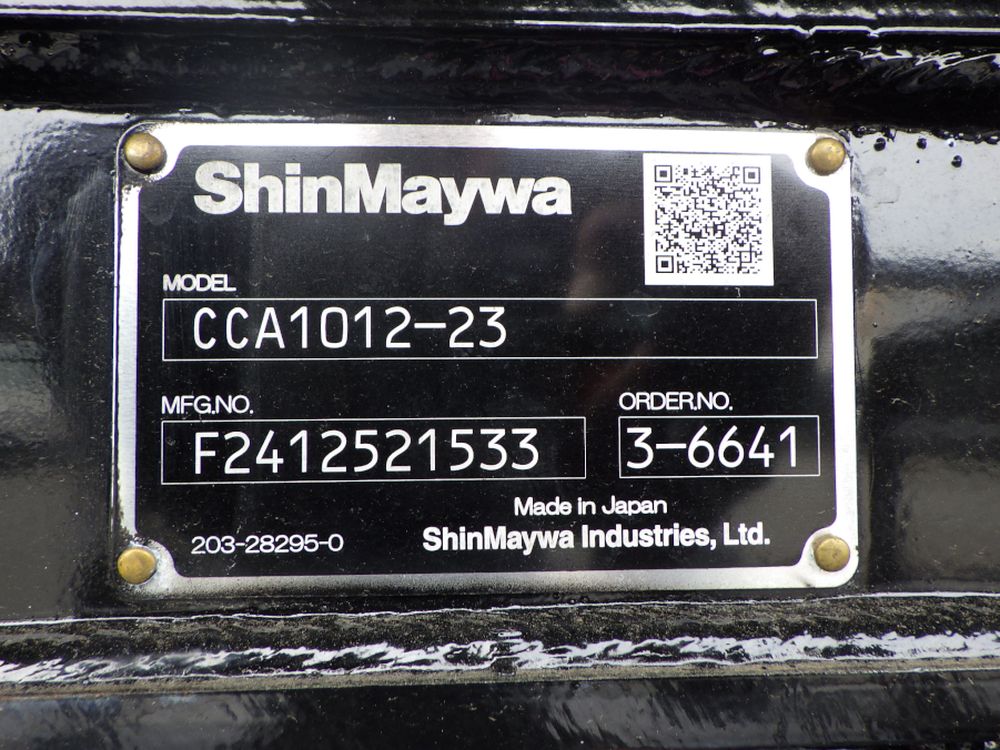 ShinMaywa
MODEL
CCA1012-23
MFG.NO.
F2412521533
ORDER.NO.
3-6641
Made in Japan
203-28295-0
ShinMaywa Industries, Ltd.